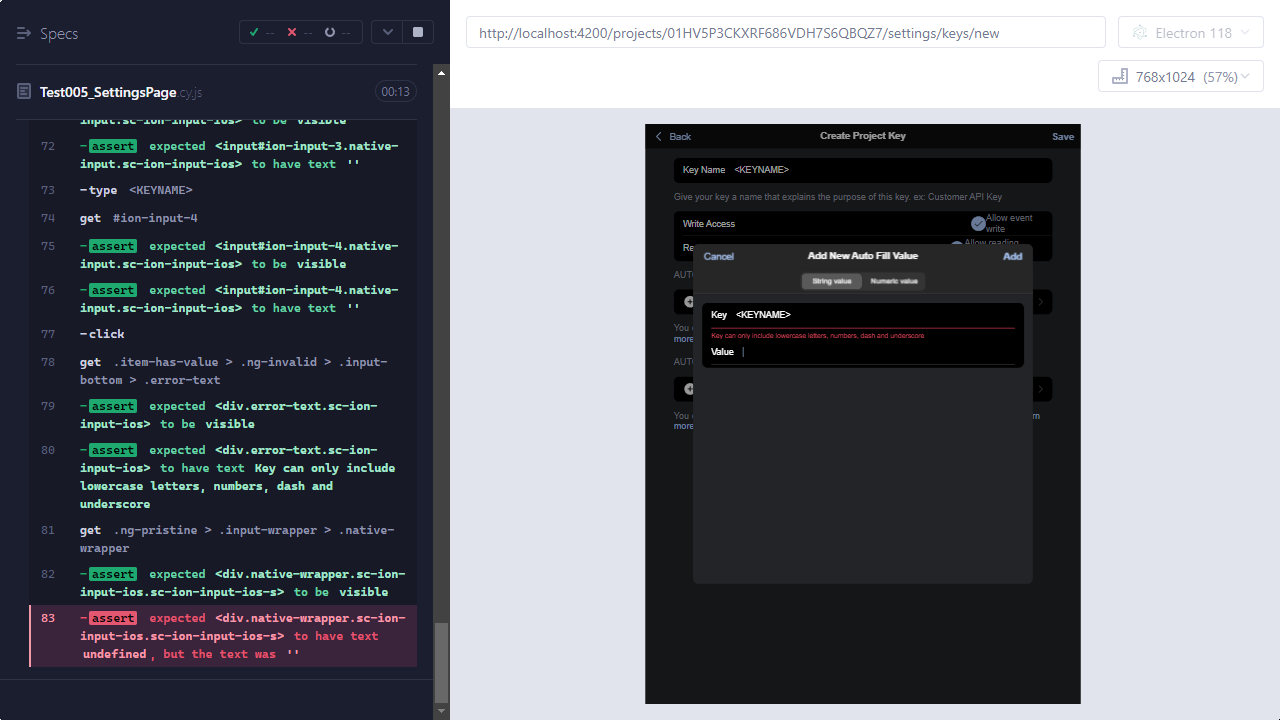 Specs
-- -- --
Test005_SettingsPage.cy.js 00:13
input.sc-ion-input-ios> to be visible
72 -assert expected <input#ion-input-3.native-
input.sc-ion-input-ios> to have text ''
73 -type <KEYNAME>
74 get #ion-input-4
75 -assert expected <input#ion-input-4.native-
input.sc-ion-input-ios> to be visible
76 -assert expected <input#ion-input-4.native-
input.sc-ion-input-ios> to have text ''
77 -click
78 get .item-has-value > .ng-invalid > .input-
bottom > .error-text
79 -assert expected <div.error-text.sc-ion-
input-ios> to be visible
80 -assert expected <div.error-text.sc-ion-
input-ios> to have text Key can only include
lowercase letters, numbers, dash and
underscore
81 get .ng-pristine > .input-wrapper > .native-
wrapper
82 -assert expected <div.native-wrapper.sc-ion-
input-ios.sc-ion-input-ios-s> to be visible
83 -assert expected <div.native-wrapper.sc-ion-
input-ios.sc-ion-input-ios-s> to have text
undefined, but the text was ''
http://localhost:4200/projects/01HV5P3CKXRF686VDH7S6QBQZ7/settings/keys/new
Electron 118
768x1024 (57%)
Back Create Project Key Save
Key Name <KEYNAME>
Give your key a name that explains the purpose of this key. ex: Customer API Key
Write Access Allow event
write
Re Allow reading
Cancel Add New Auto Fill Value Add
AUT
String value Numeric value
Key <KEYNAME>
You
Key can only include lowercase letters, numbers, dash and underscore
more
Value
AUT
You rn
more